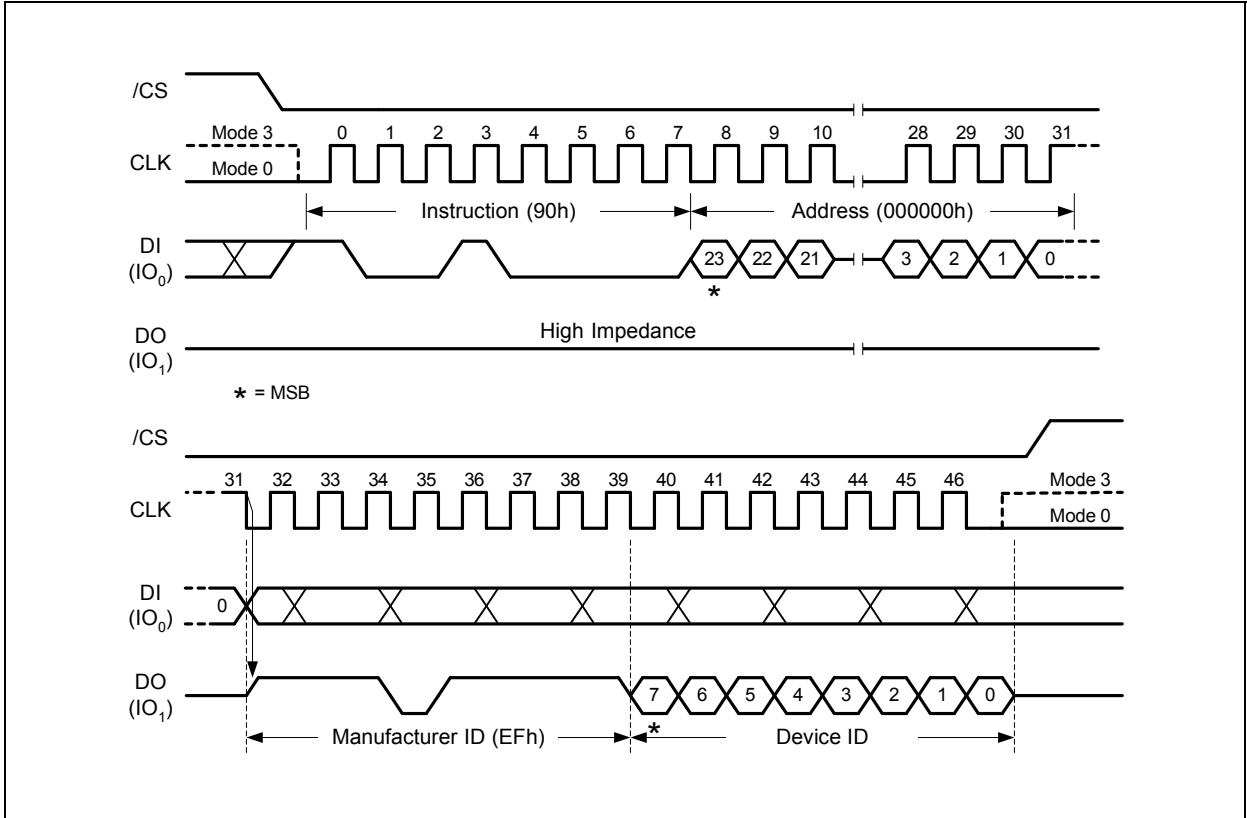 /CS
Mode 3 0 1 2 3 4 5 6 7 8 9 10 28 29 30 31
CLK
Mode 0
Instruction (90h) Address (000000h)
DI
(IO0)
23 22 21 3 2 1 0
*
High Impedance
DO
(IO1)
* = MSB
/CS
31 32 33 34 35 36 37 38 39 40 41 42 43 44 45 46 Mode 3
CLK
Mode 0
DI
(IO0)
0
DO
(IO1)
7 6 5 4 3 2 1 0
*
Manufacturer ID (EFh) Device ID